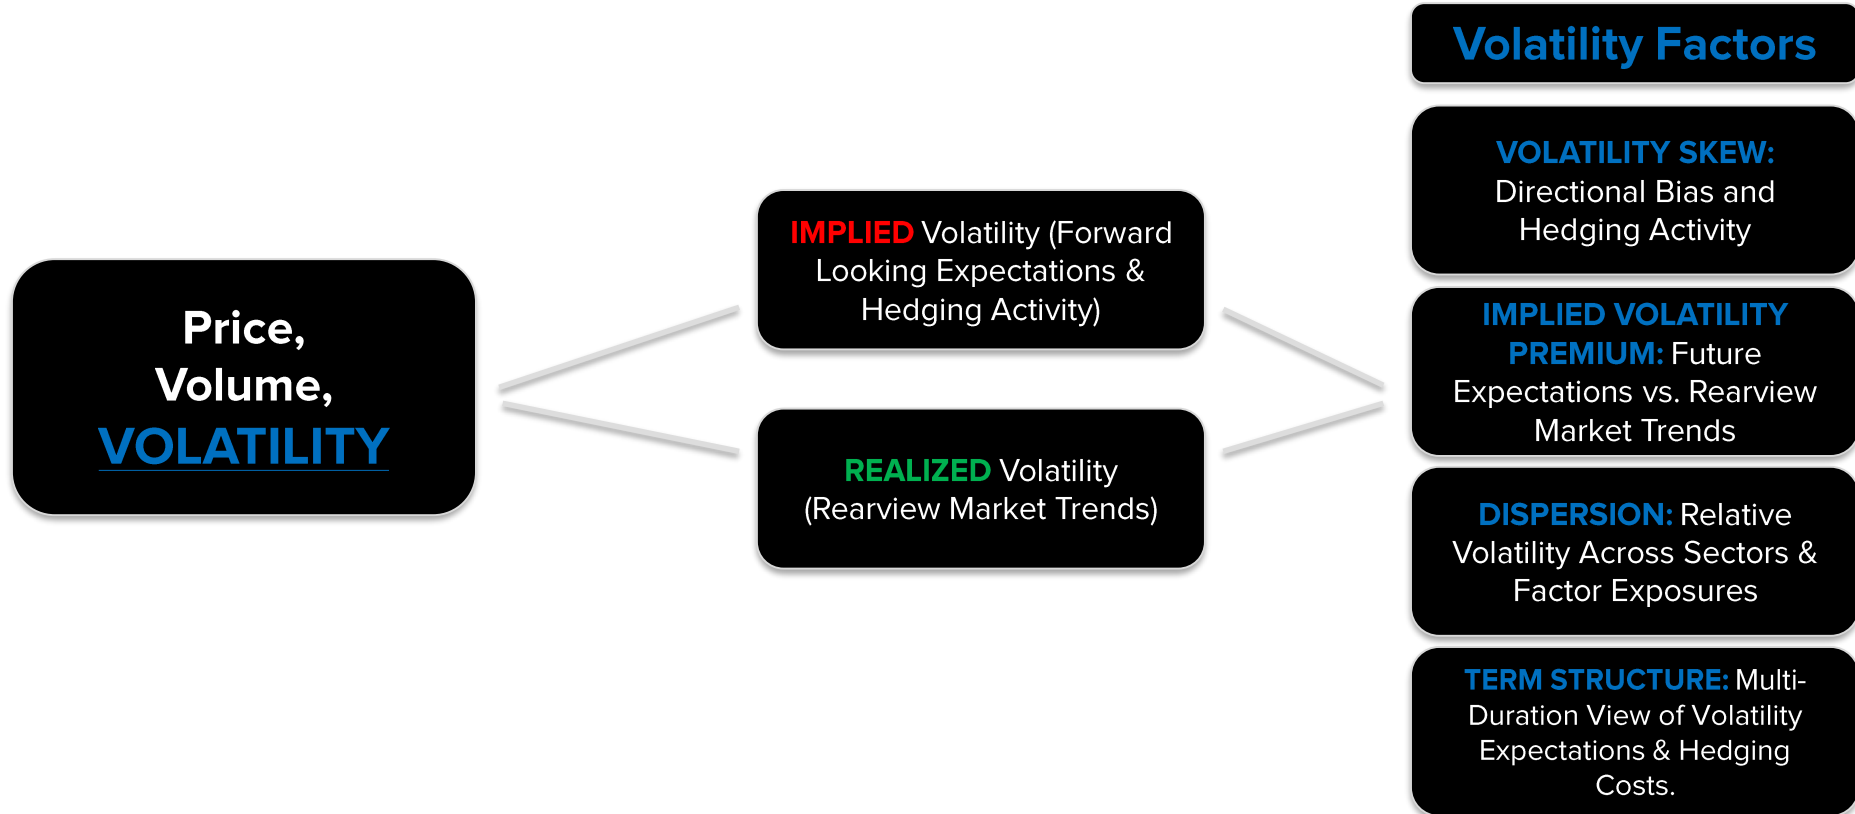 Price,
Volume,
VOLATILITY
IMPLIED Volatility (Forward
Looking Expectations &
Hedging Activity)
REALIZED Volatility
(Rearview Market Trends)
Volatility Factors
VOLATILITY SKEW:
Directional Bias and
Hedging Activity
IMPLIED VOLATILITY
PREMIUM: Future
Expectations vs. Rearview
Market Trends
DISPERSION: Relative
Volatility Across Sectors &
Factor Exposures
TERM STRUCTURE: Multi-
Duration View of Volatility
Expectations & Hedging
Costs.